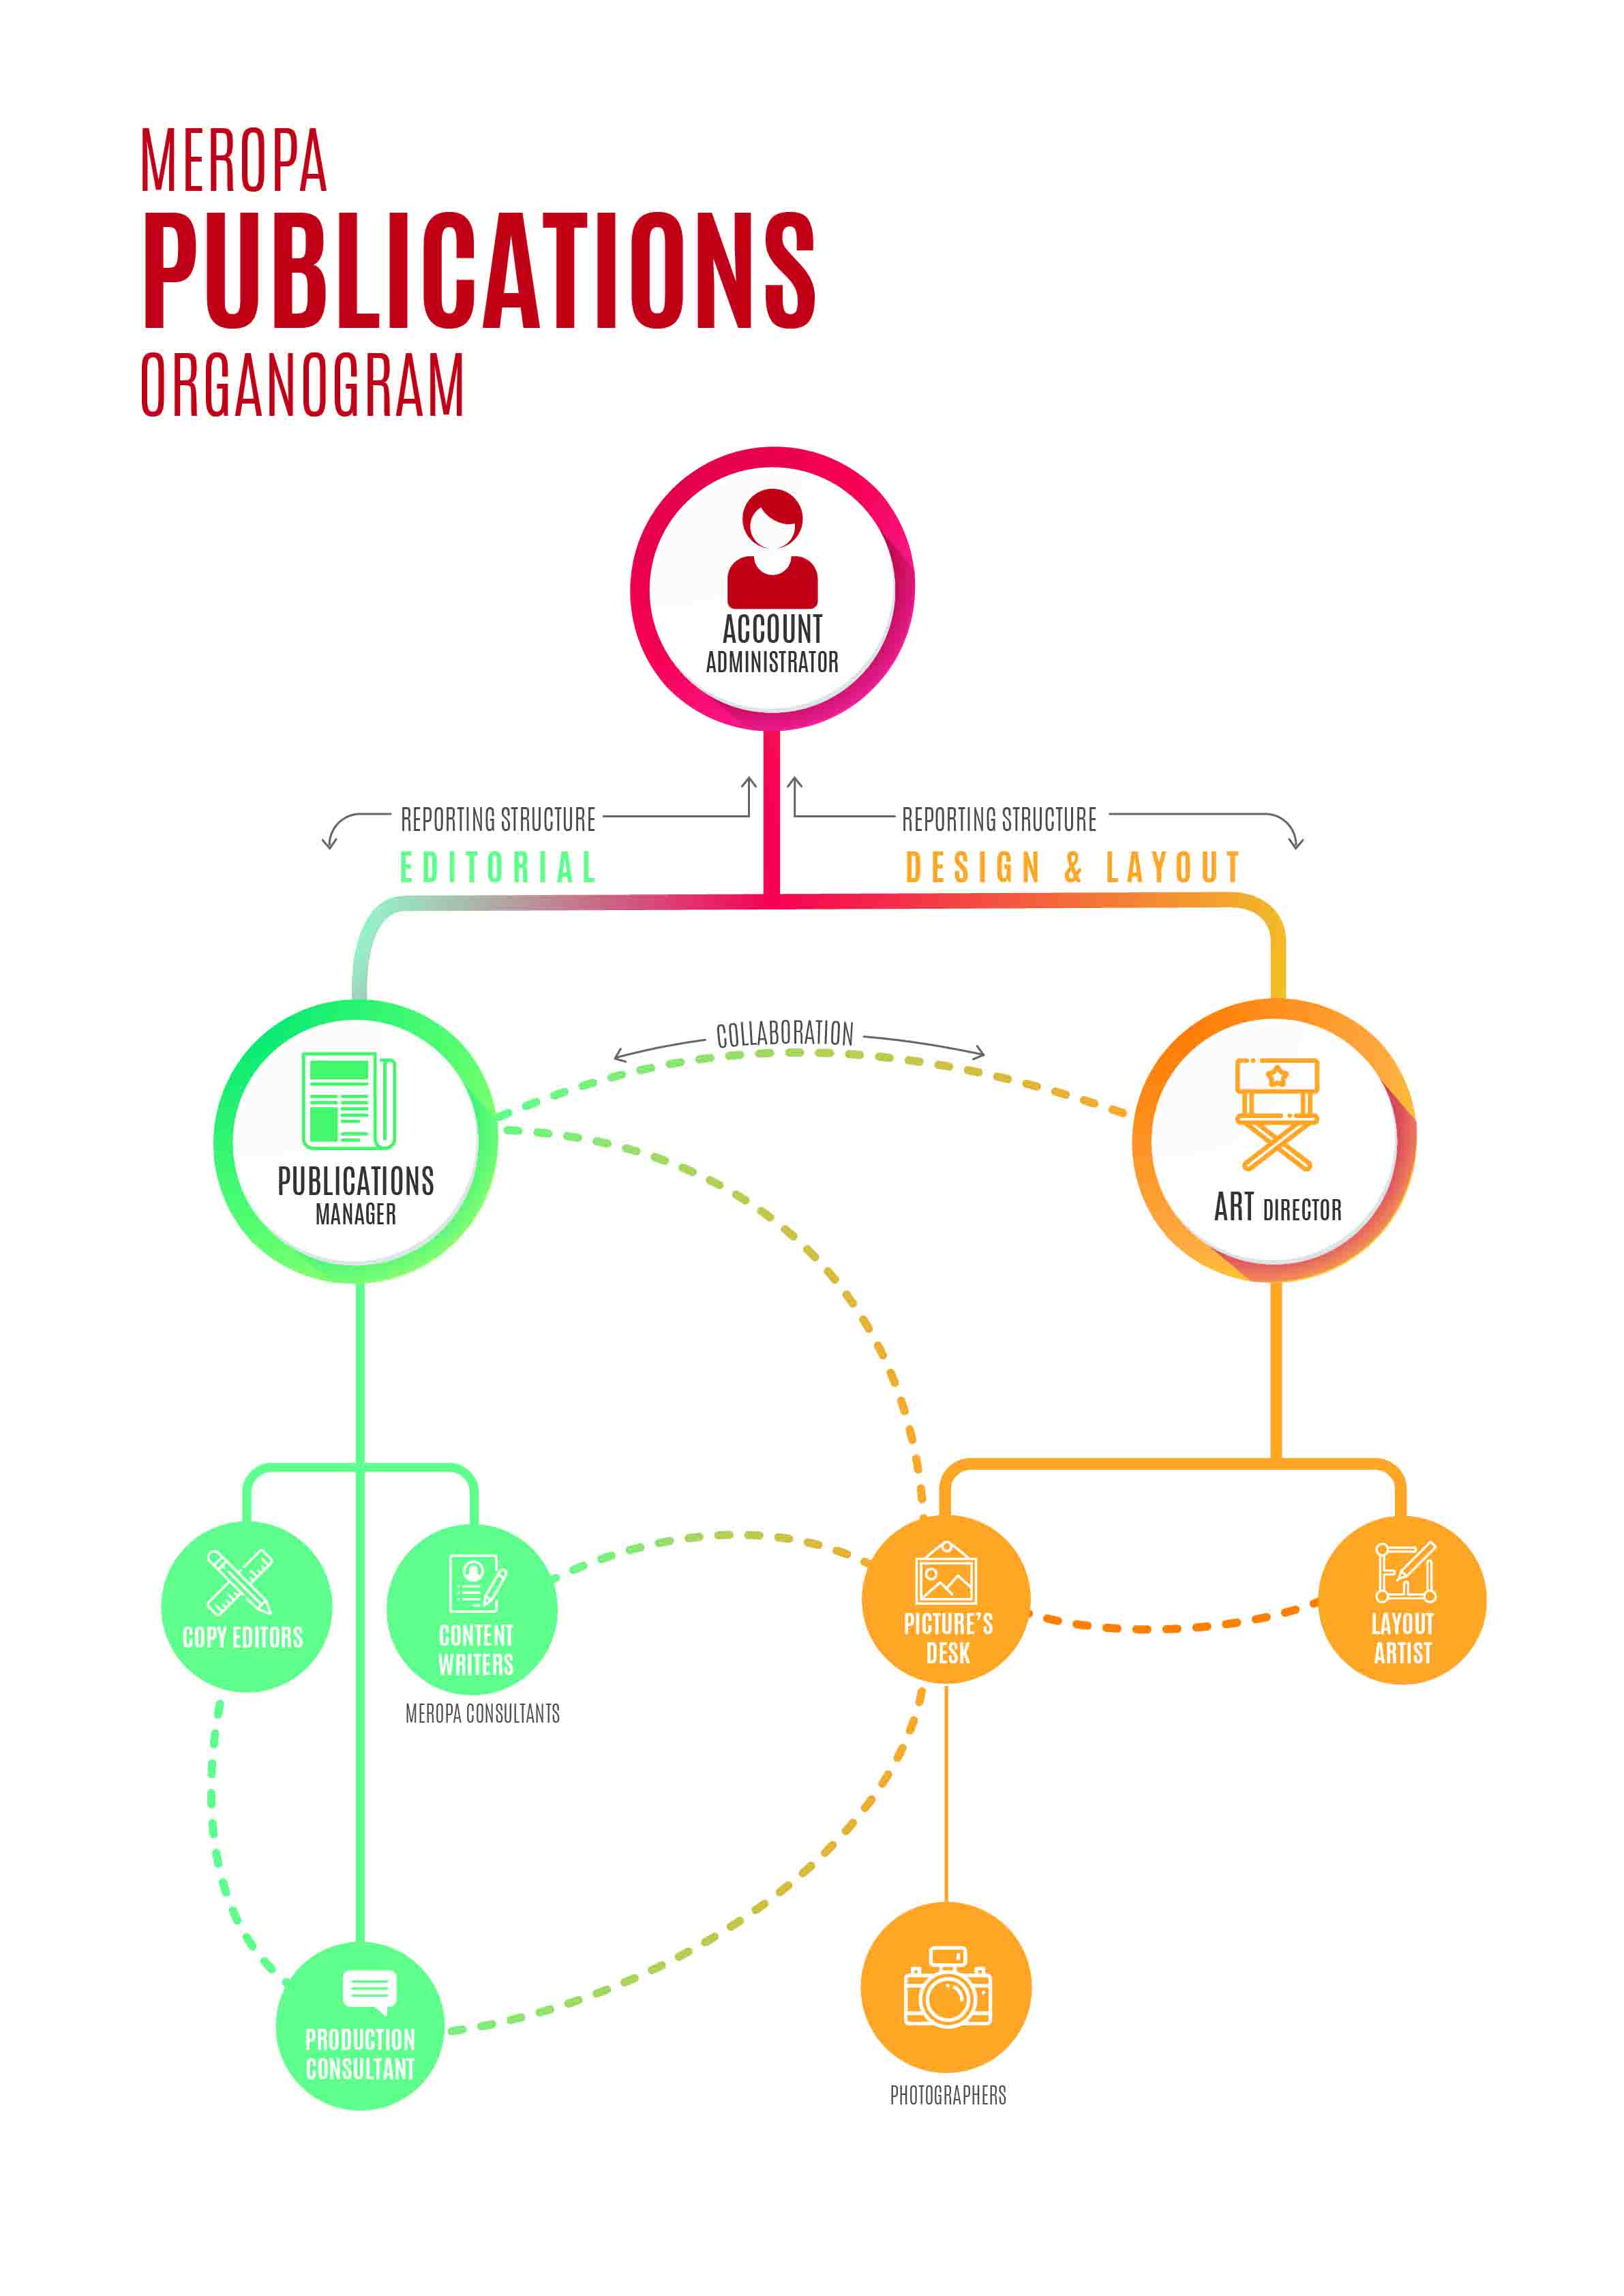 MEROPA
PUBLICATIONS
ORGANOGRAM
ACCOUNT
ADMINISTRATOR
REPORTING STRUCTURE
EDITORIAL
REPORTING STRUCTURE
DESIGN & LAYOUT
COLLABORATION
PUBLICATIONS
MANAGER
ART DIRECTOR
COPY EDITORS
CONTENT
WRITERS
MEROPA CONSULTANTS
PICTURE'S
DESK
LAYOUT
ARTIST
PRODUCTION
CONSULTANT
PHOTOGRAPHERS